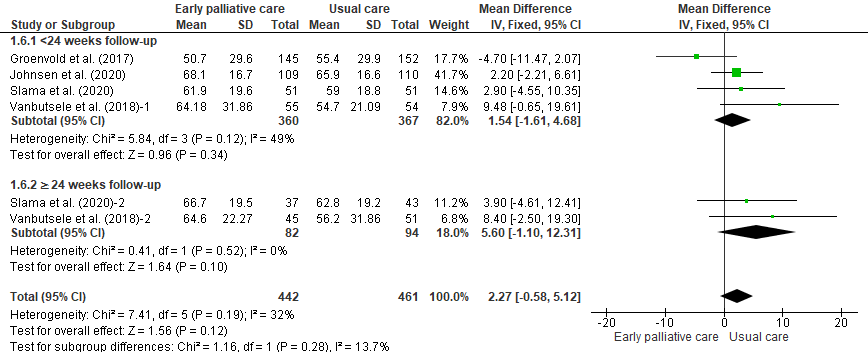 Early palliative care Usual care Mean Difference Mean Difference
Study or Subgroup Mean SD Total Mean SD Total Weight IV, Fixed, 95% CI IV, Fixed, 95% CI
1.6.1 <24 weeks follow-up
Groenvold et al. (2017) 50.7 29.6 145 55.4 29.9 152 17.7% -4.70 [-11.47, 2.07]
Johnsen et al. (2020) 68.1 16.7 109 65.9 16.6 110 41.7% 2.20 [-2.21, 6.61]
Slama et al. (2020) 61.9 19.6 51 59 18.8 51 14.6% 2.90 [-4.55, 10.35]
Vanbutsele et al. (2018)-1 64.18 31.86 55 54.7 21.09 54 7.9% 9.48 [-0.65, 19.61]
Subtotal (95% CI) 360 367 82.0% 1.54 [-1.61, 4.68]
Heterogeneity: Chi² = 5.84, df = 3 (P = 0.12); I² = 49%
Test for overall effect: Z = 0.96 (P = 0.34)
1.6.2 ≥ 24 weeks follow-up
Slama et al. (2020)-2 66.7 19.5 37 62.8 19.2 43 11.2% 3.90 [-4.61, 12.41]
Vanbutsele et al. (2018)-2 64.6 22.27 45 56.2 31.86 51 6.8% 8.40 [-2.50, 19.30]
Subtotal (95% CI) 82 94 18.0% 5.60 [-1.10, 12.31]
Heterogeneity: Chi² = 0.41, df = 1 (P = 0.52); I² = 0%
Test for overall effect: Z = 1.64 (P = 0.10)
Total (95% CI) 442 461 100.0% 2.27 [-0.58, 5.12]
Heterogeneity: Chi² = 7.41, df = 5 (P = 0.19); I² = 32%
Test for overall effect: Z = 1.56 (P = 0.12)
Test for subgroup differences: Chi² = 1.16, df = 1 (P = 0.28), I² = 13.7%
-20 -10 0 10 20
Early palliative care Usual care